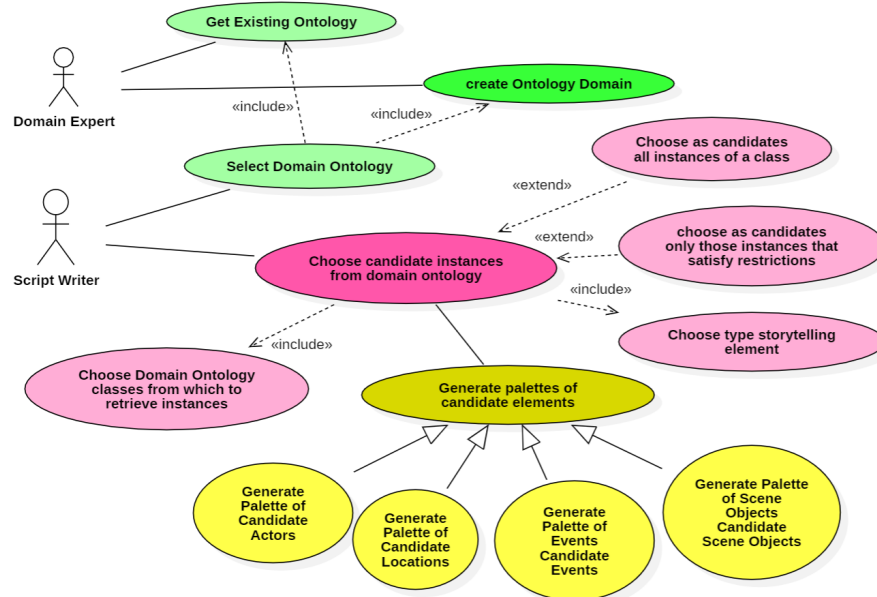 Get Existing Ontology
Domain Expert
create Ontology Domain
«include»
«include»
Select Domain Ontology
Choose as candidates
all instances of a class
«extend»
Script Writer
choose as candidates
only those instances that
satisfy restrictions
«extend»
Choose candidate instances
from domain ontology
«include»
Choose type storytelling
element
«include»
Choose Domain Ontology
classes from which to
retrieve instances
Generate palettes of
candidate elements
Generate
Palette of
Candidate
Actors
Generate
Palette of
Candidate
Locations
Generate
Palette of
Events
Candidate
Events
Generate Palette
of Scene
Objects
Candidate
Scene Objects